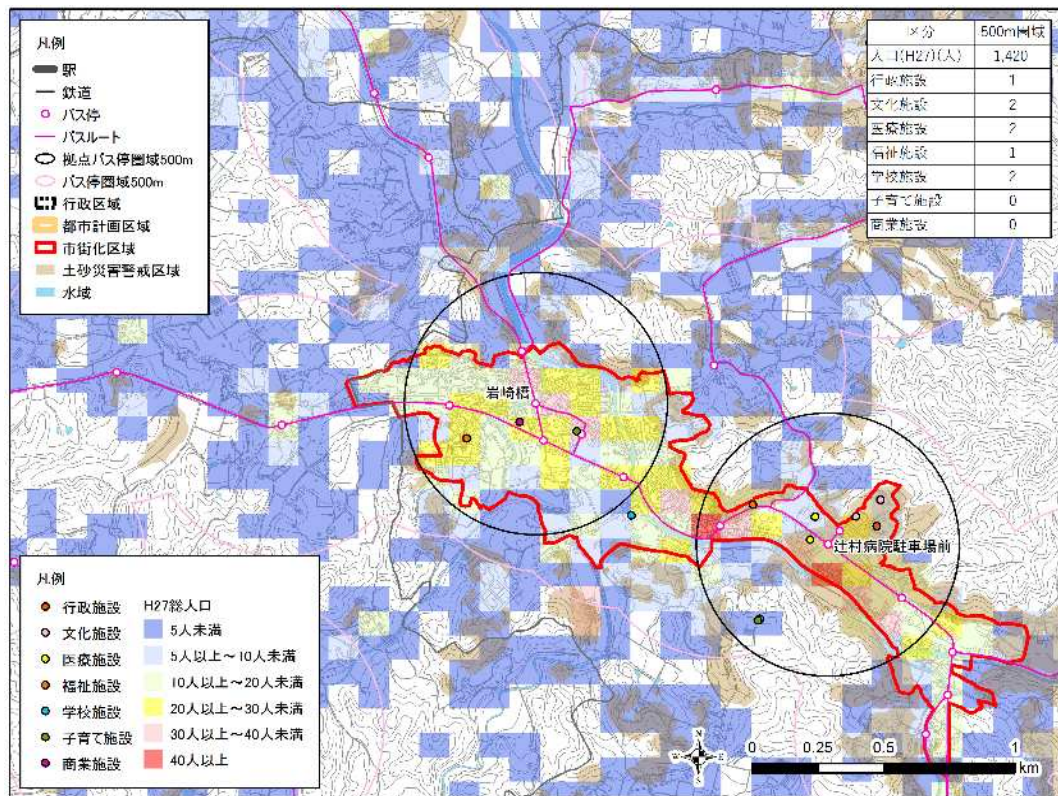 凡例
駅
鉄道
バス停
バスルート
拠点バス停圏域500m
バス停圏域500m
行政区域
都市計画区域
市街化区域
土砂災害警戒区域
水域
区分 500m圏域
人口(H27)(人) 1,420
行政施設 1
文化施設 2
医療施設 2
福祉施設 1
学校施設 2
子育て施設 0
商業施設 0
岩崎橋
辻村病院駐車場前
凡例
行政施設 H27総人口
文化施設 5人未満
医療施設 5人以上～10人未満
福祉施設 10人以上～20人未満
学校施設 20人以上～30人未満
子育て施設 30人以上～40人未満
商業施設 40人以上
N
W E
S
0 0.25 0.5 1
km